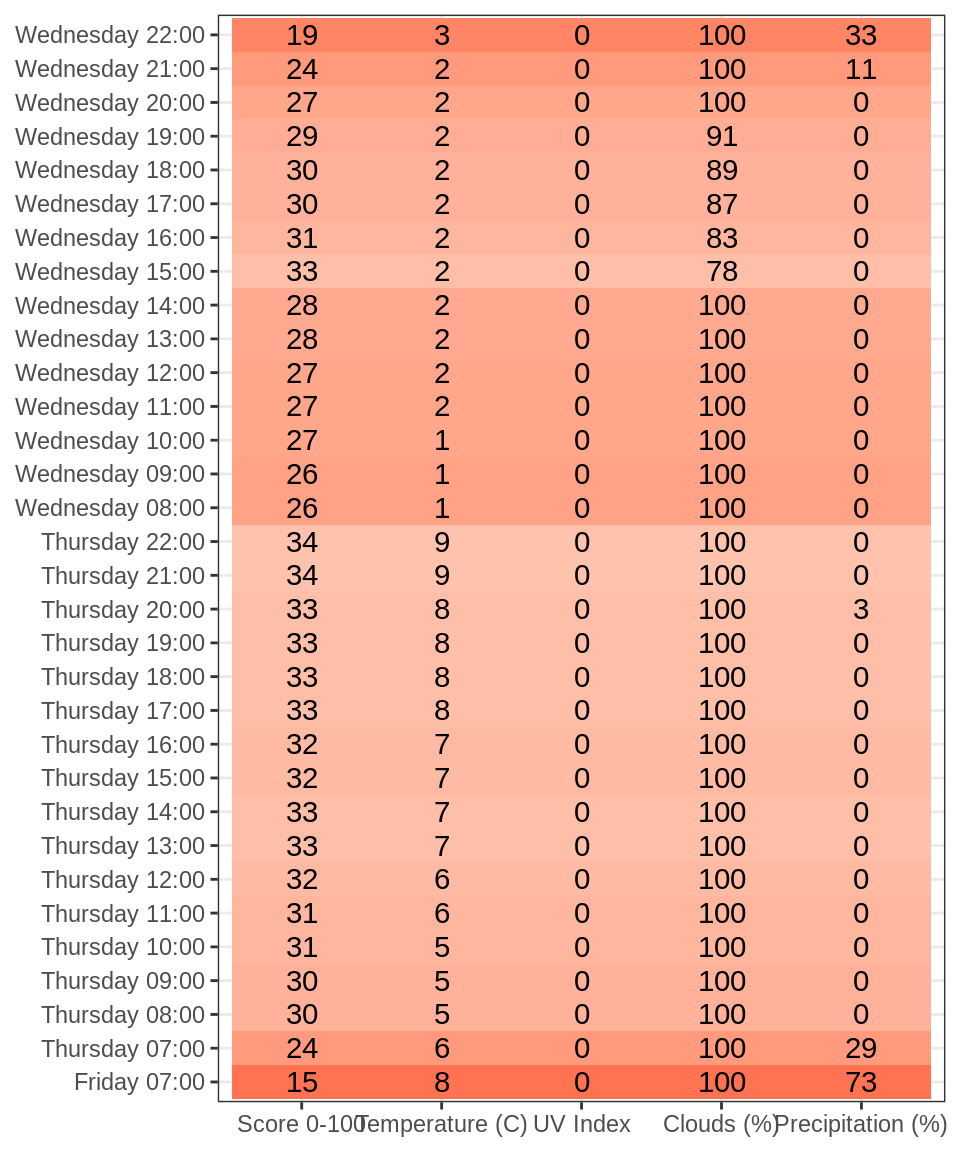 Wednesday 22:00 19 3 0 100 33
Wednesday 21:00 24 2 0 100 11
Wednesday 20:00 27 2 0 100 0
Wednesday 19:00 29 2 0 91 0
Wednesday 18:00 30 2 0 89 0
Wednesday 17:00 30 2 0 87 0
Wednesday 16:00 31 2 0 83 0
Wednesday 15:00 33 2 0 78 0
Wednesday 14:00 28 2 0 100 0
Wednesday 13:00 28 2 0 100 0
Wednesday 12:00 27 2 0 100 0
Wednesday 11:00 27 2 0 100 0
Wednesday 10:00 27 1 0 100 0
Wednesday 09:00 26 1 0 100 0
Wednesday 08:00 26 1 0 100 0
Thursday 22:00 34 9 0 100 0
Thursday 21:00 34 9 0 100 0
Thursday 20:00 33 8 0 100 3
Thursday 19:00 33 8 0 100 0
Thursday 18:00 33 8 0 100 0
Thursday 17:00 33 8 0 100 0
Thursday 16:00 32 7 0 100 0
Thursday 15:00 32 7 0 100 0
Thursday 14:00 33 7 0 100 0
Thursday 13:00 33 7 0 100 0
Thursday 12:00 32 6 0 100 0
Thursday 11:00 31 6 0 100 0
Thursday 10:00 31 5 0 100 0
Thursday 09:00 30 5 0 100 0
Thursday 08:00 30 5 0 100 0
Thursday 07:00 24 6 0 100 29
Friday 07:00 15 8 0 100 73
Score 0-100 Temperature (C) UV Index Clouds (%) Precipitation (%)